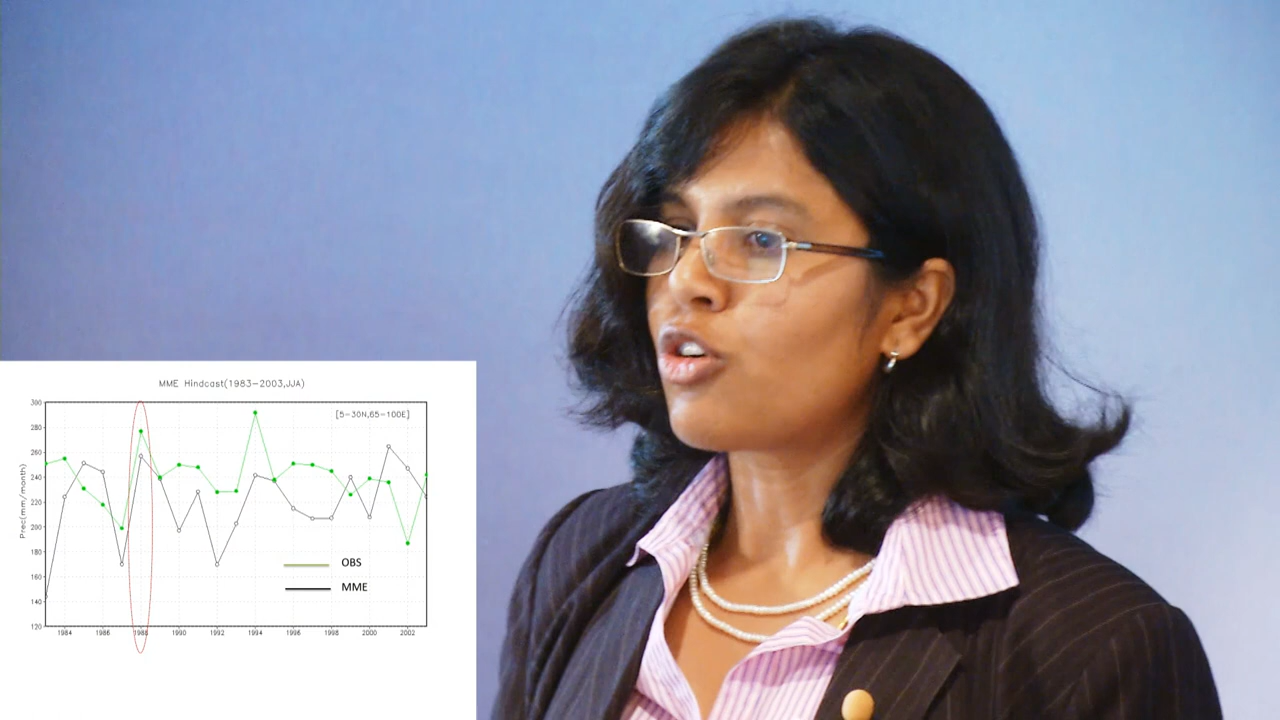 MME Hindcast(1983-2003,JJA)
[5-30N,65-100E]
Prec(mm/month)
300
280
260
240
220
200
180
160
140
120
OBS
MME
1984 1986 1988 1990 1992 1994 1996 1998 2000 2002